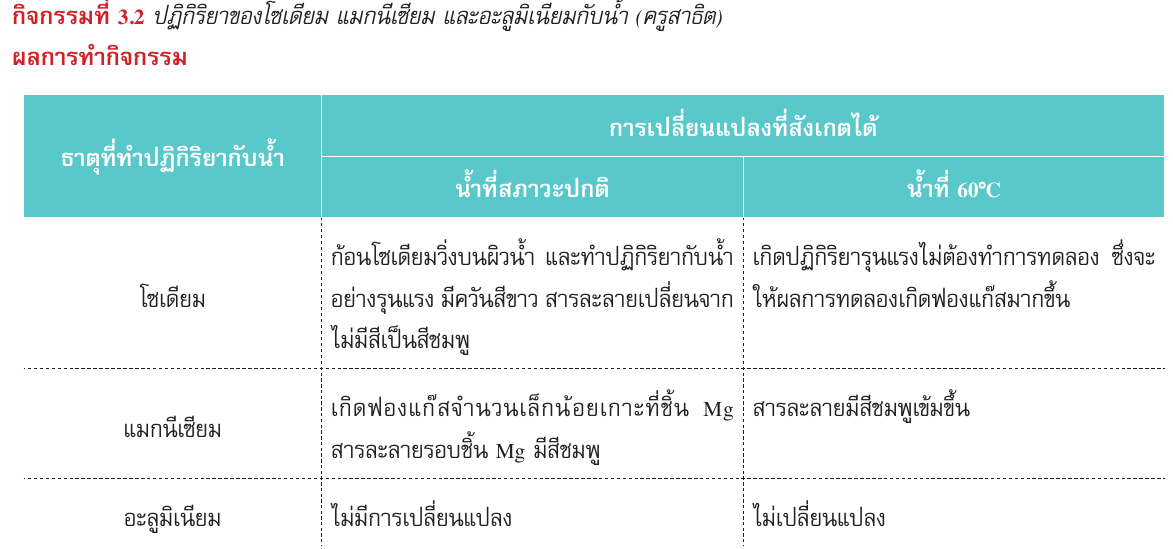 กิจกรรมที่ 3.2 ปฏิกิริยาของโซเดียม แมกนีเซียม และอะลูมิเนียมกับน้ำ (ครูสาธิต)
ผลการทำกิจกรรม
ธาตุที่ทำปฏิกิริยากับน้ำ
การเปลี่ยนแปลงที่สังเกตได้
น้ำที่สภาวะปกติ
น้ำที่ 60°C
โซเดียม
ก้อนโซเดียมวิ่งบนผิวน้ำ และทำปฏิกิริยากับน้ำ
อย่างรุนแรง มีควันสีขาว สารละลายเปลี่ยนจาก
ไม่มีสีเป็นสีชมพู
เกิดปฏิกิริยารุนแรงไม่ต้องทำการทดลอง ซึ่งจะ
ให้ผลการทดลองเกิดฟองแก๊สมากขึ้น
แมกนีเซียม
เกิดฟองแก๊สจำนวนเล็กน้อยเกาะที่ชิ้น Mg
สารละลายรอบชิ้น Mg มีสีชมพู
สารละลายมีสีชมพูเข้มขึ้น
อะลูมิเนียม
ไม่มีการเปลี่ยนแปลง
ไม่เปลี่ยนแปลง